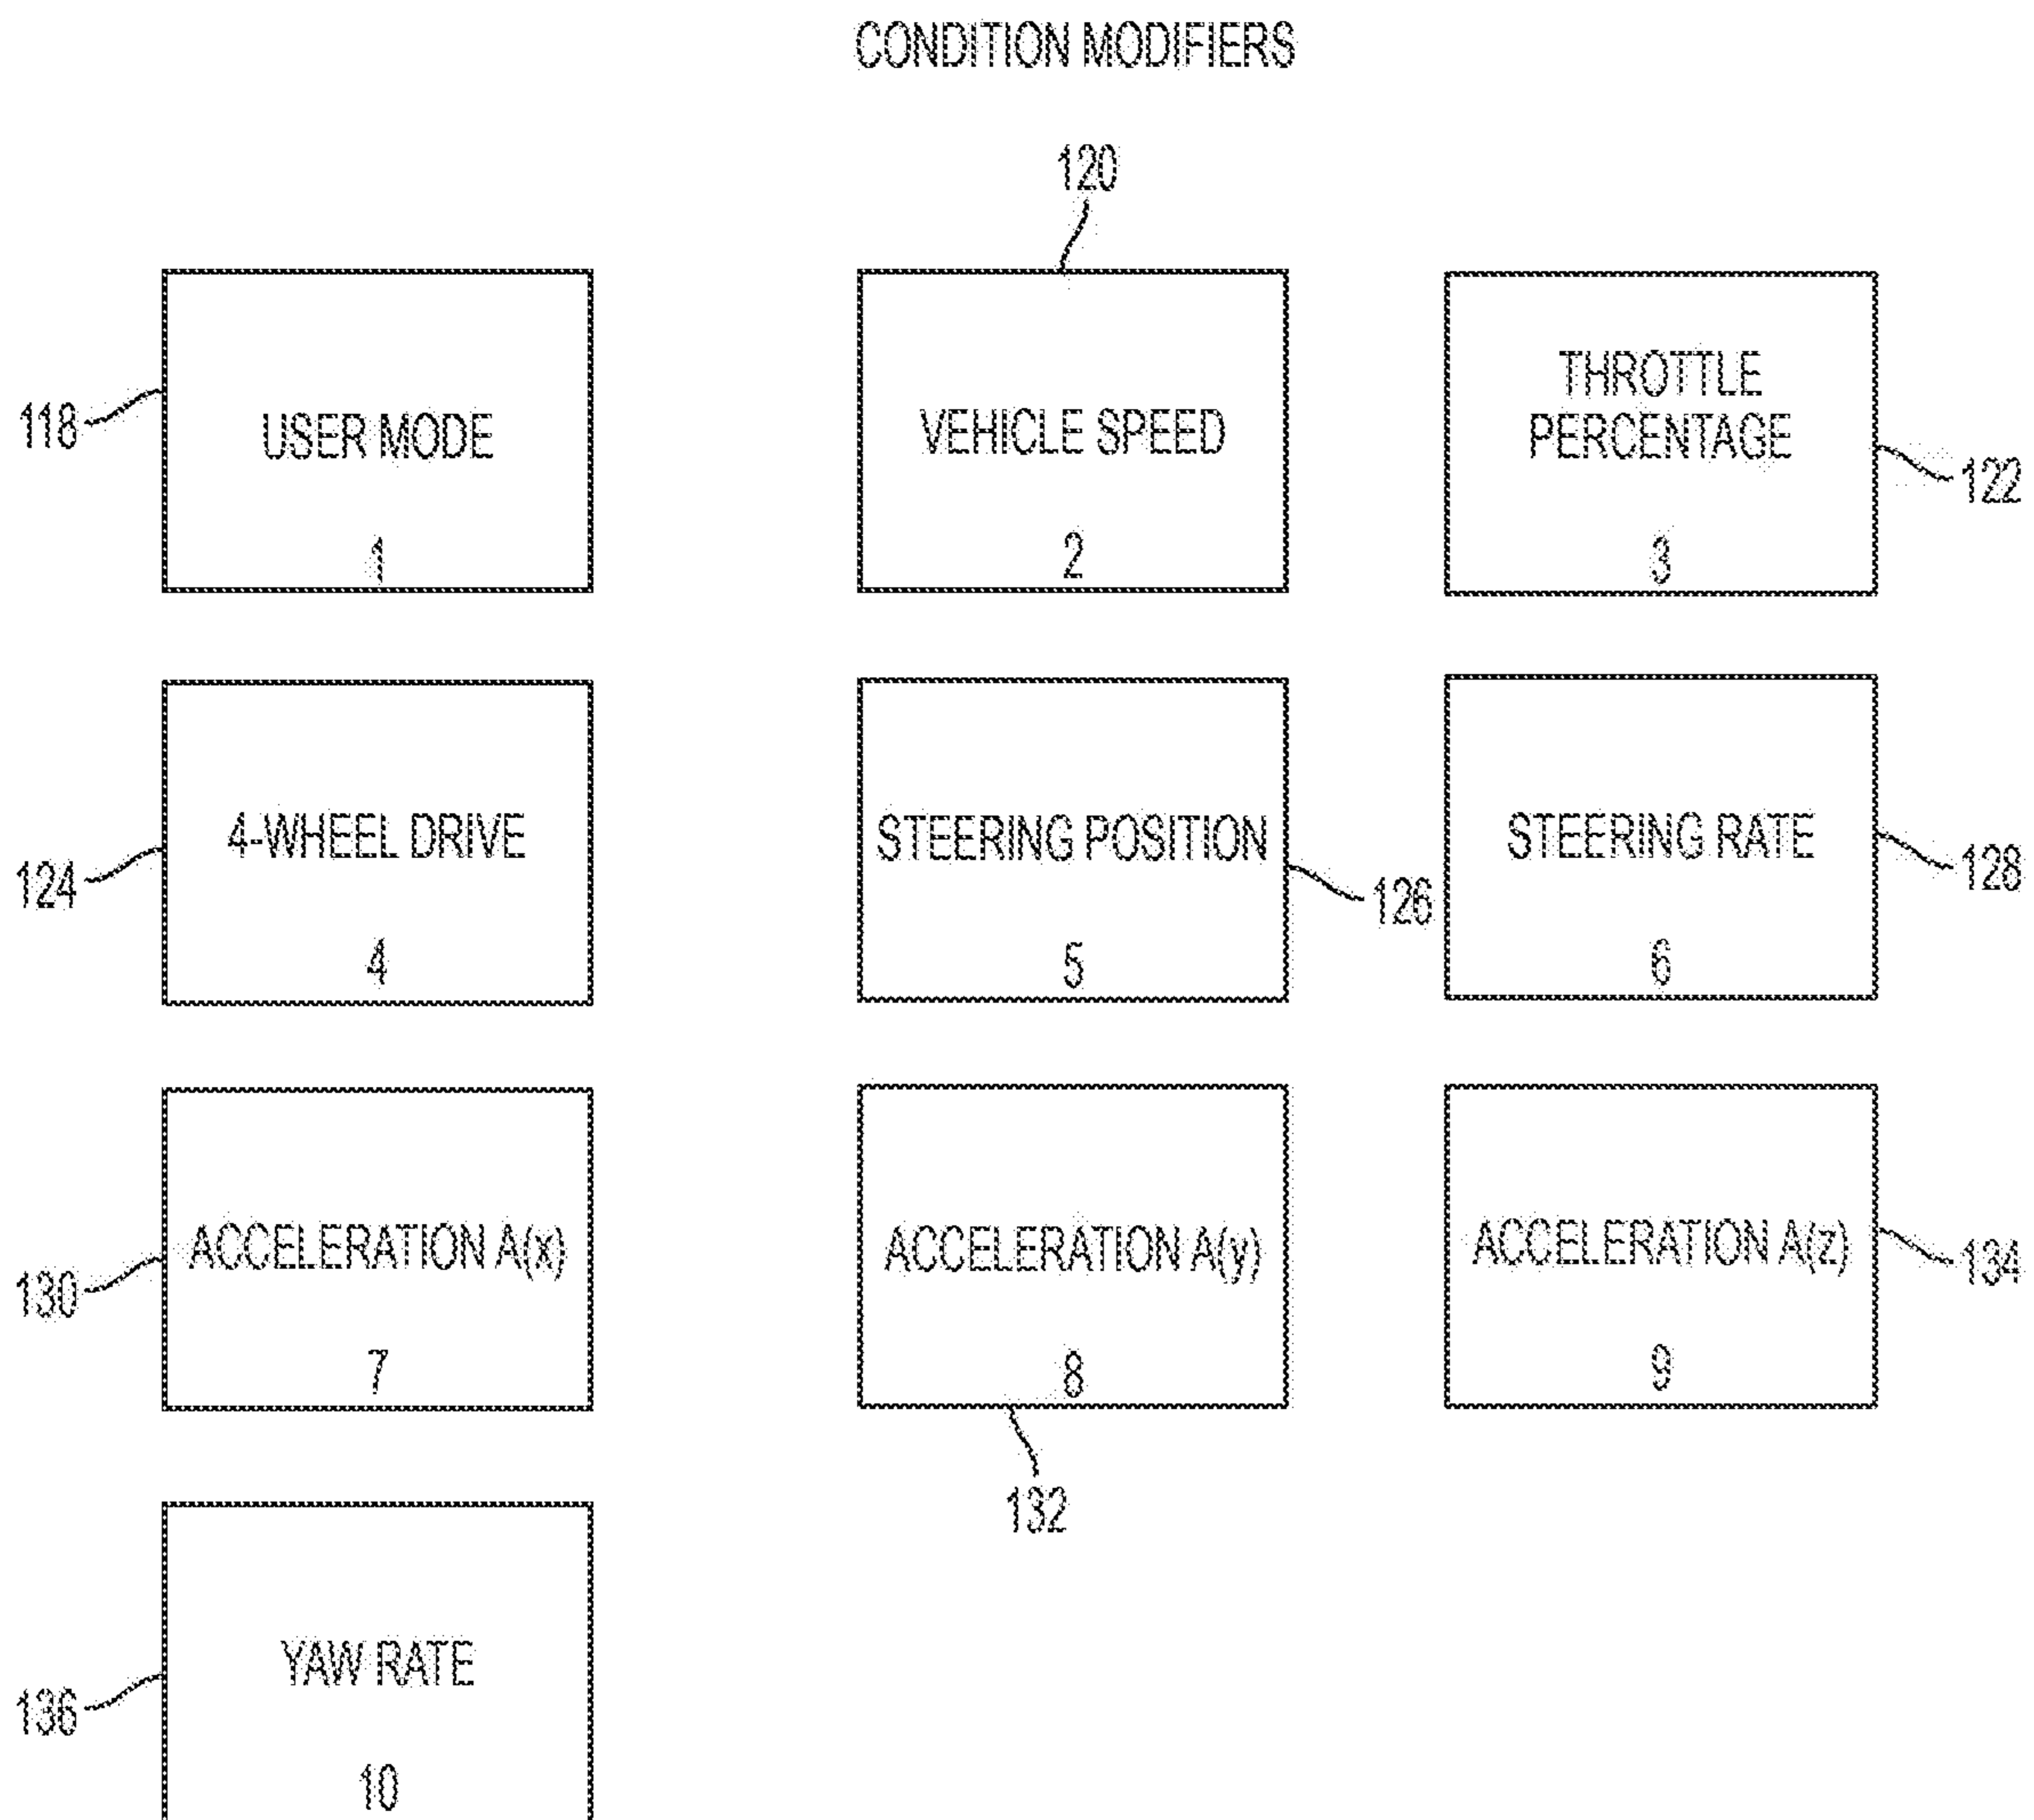 CONDITION MODIFIERS
120
118
USER MODE
1
VEHICLE SPEED
2
THROTTLE
PERCENTAGE
3
122
124
4-WHEEL DRIVE
4
STEERING POSITION
5
126
STEERING RATE
6
128
130
ACCELERATION A(x)
7
ACCELERATION A(y)
8
132
ACCELERATION A(z)
9
134
136
YAW RATE
10